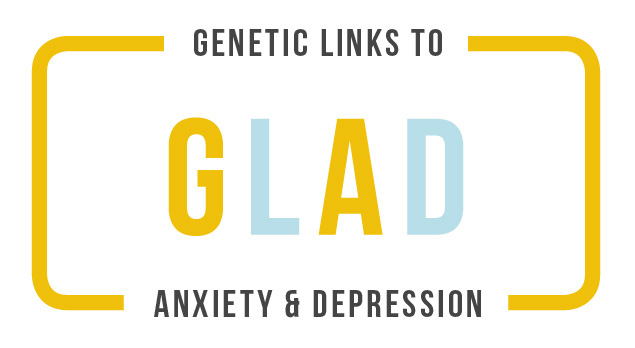 GENETIC LINKS TO
GLAD
ANXIETY & DEPRESSION